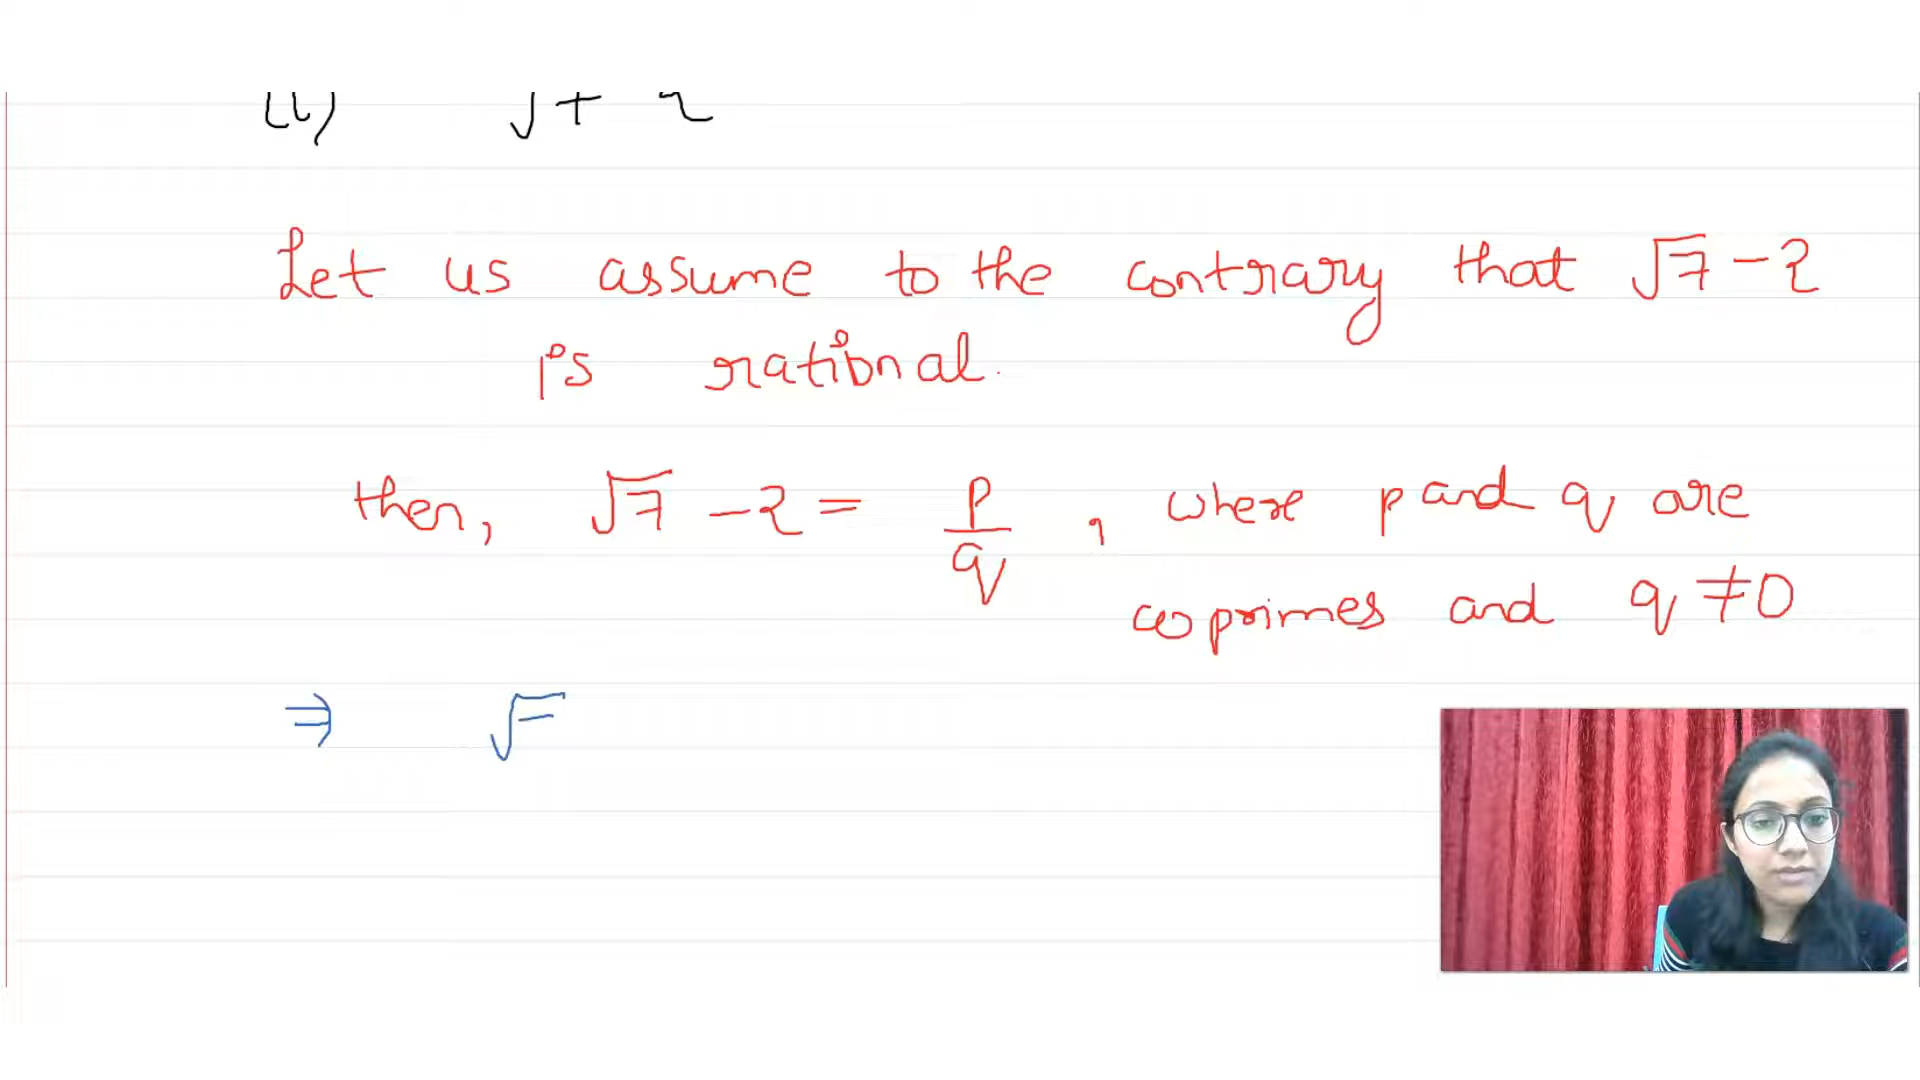 Let us assume to the contrary that √7 - 2
is rational.
then, √7 - 2 = p/q , where p and q are
coprimes and q ≠ 0
⇒ √